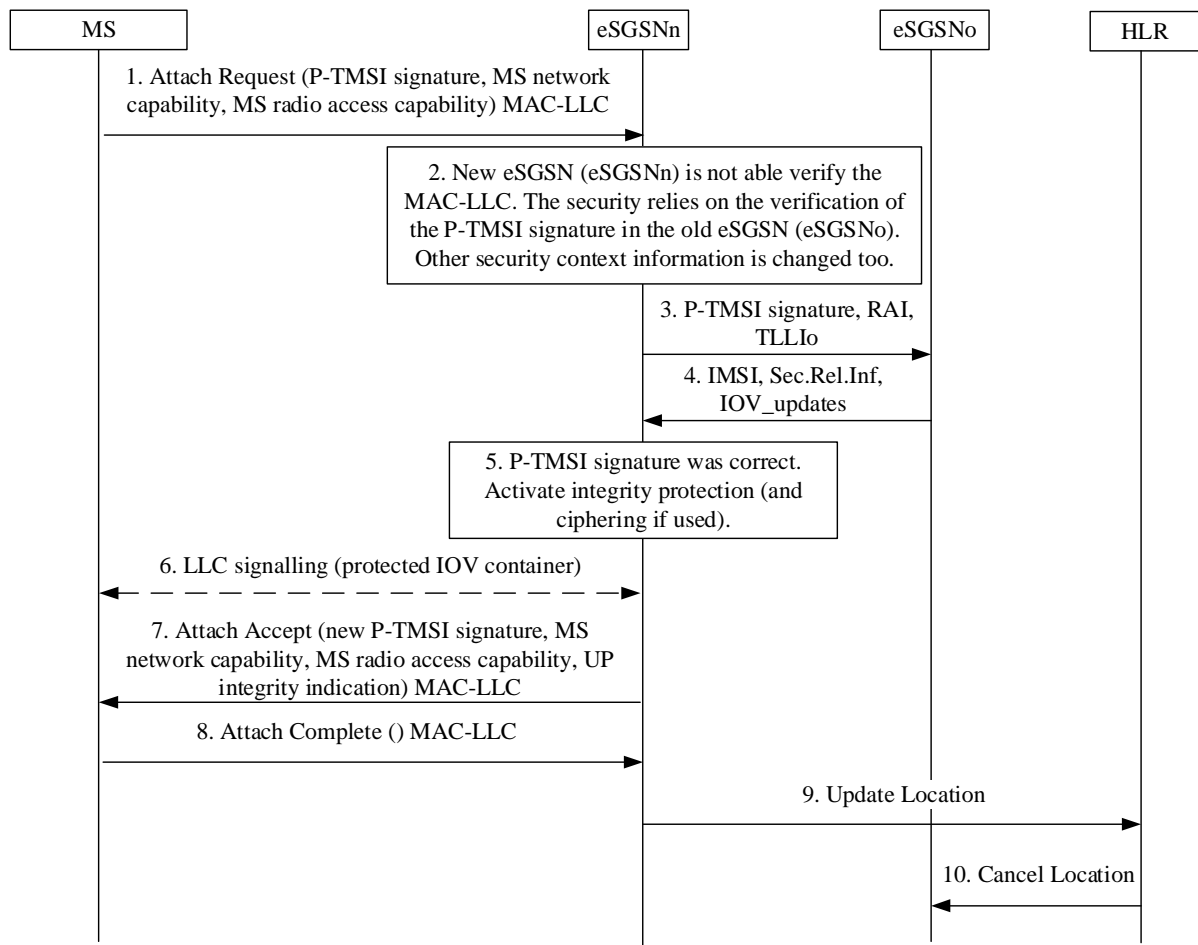 MS
eSGSNn
eSGSNo
HLR
1. Attach Request (P-TMSI signature, MS network
capability, MS radio access capability) MAC-LLC
2. New eSGSN (eSGSNn) is not able verify the
MAC-LLC. The security relies on the verification of
the P-TMSI signature in the old eSGSN (eSGSNo).
Other security context information is changed too.
3. P-TMSI signature, RAI,
TLLIo
4. IMSI, Sec.Rel.Inf,
IOV_updates
5. P-TMSI signature was correct.
Activate integrity protection (and
ciphering if used).
6. LLC signalling (protected IOV container)
7. Attach Accept (new P-TMSI signature, MS
network capability, MS radio access capability, UP
integrity indication) MAC-LLC
8. Attach Complete () MAC-LLC
9. Update Location
10. Cancel Location